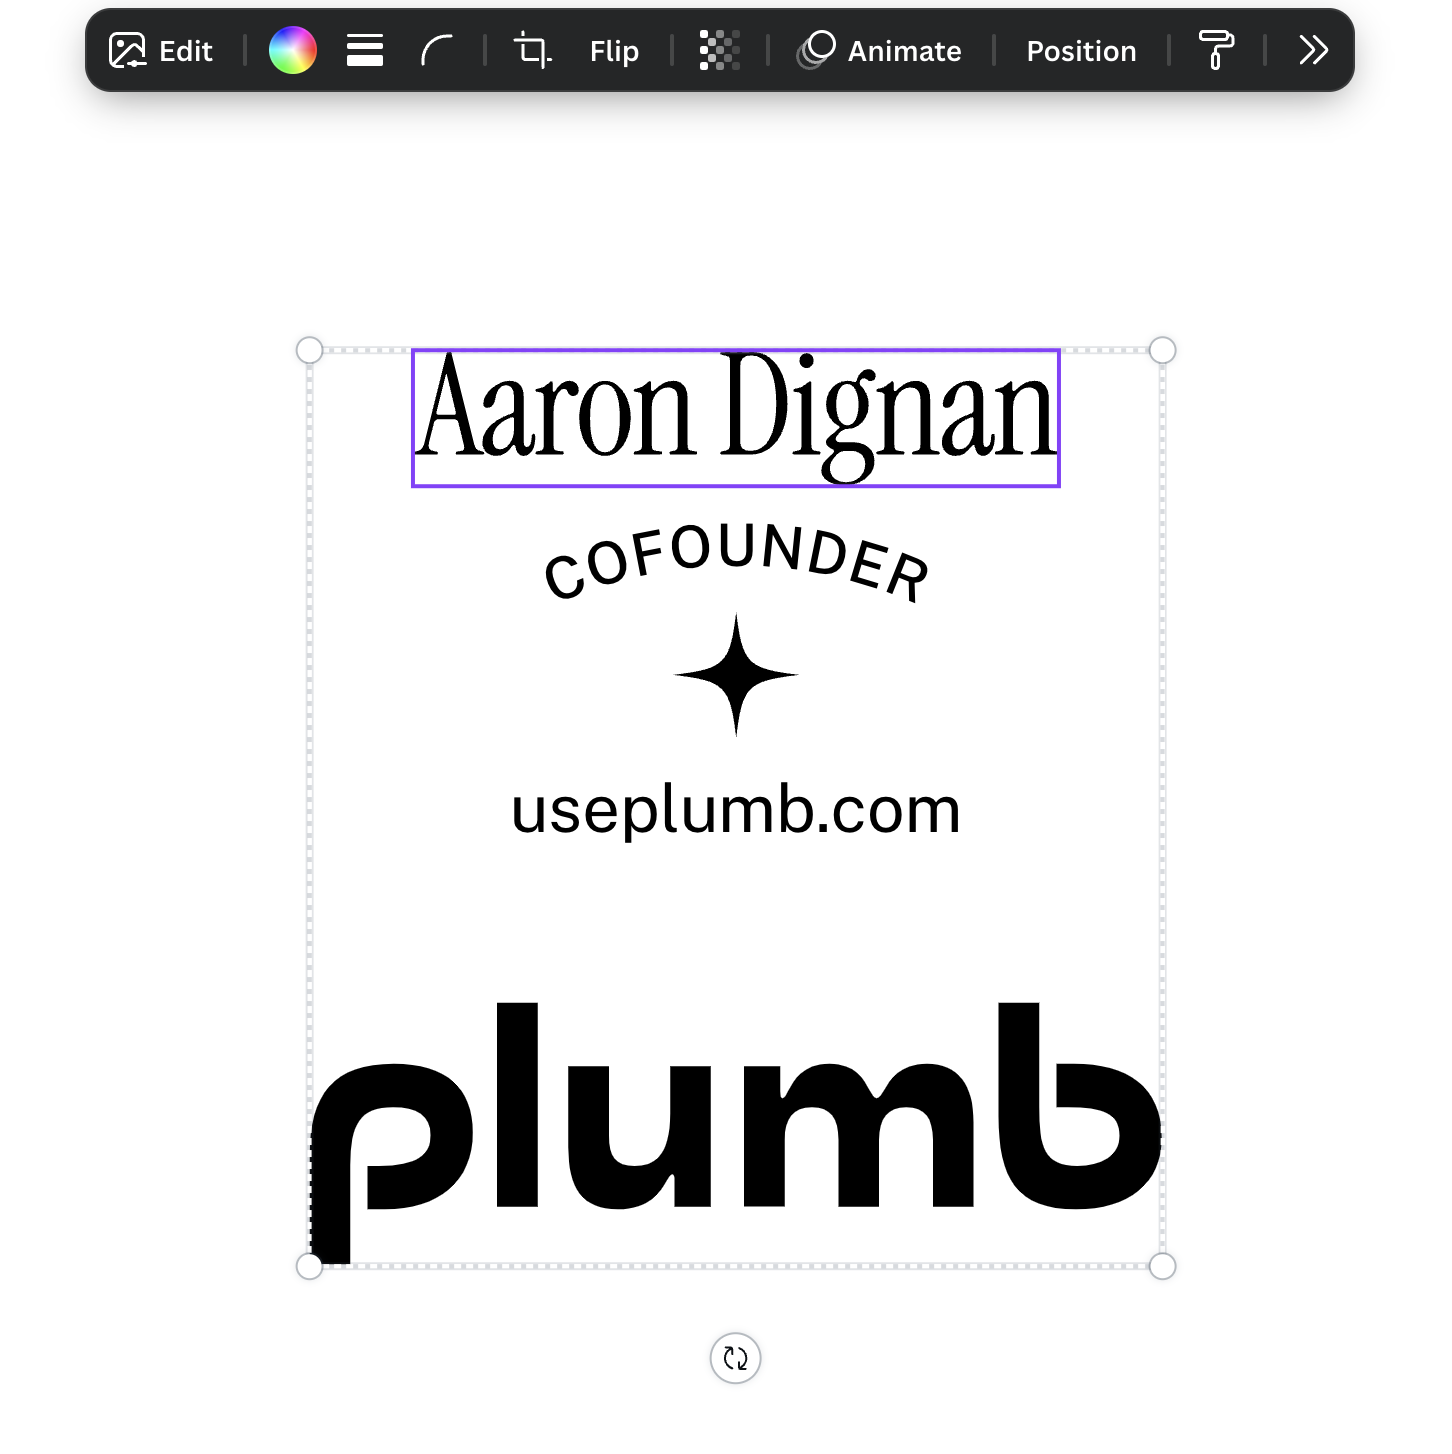 Edit Flip Animate Position
Aaron Dignan
COFOUNDER
useplumb.com
plumb